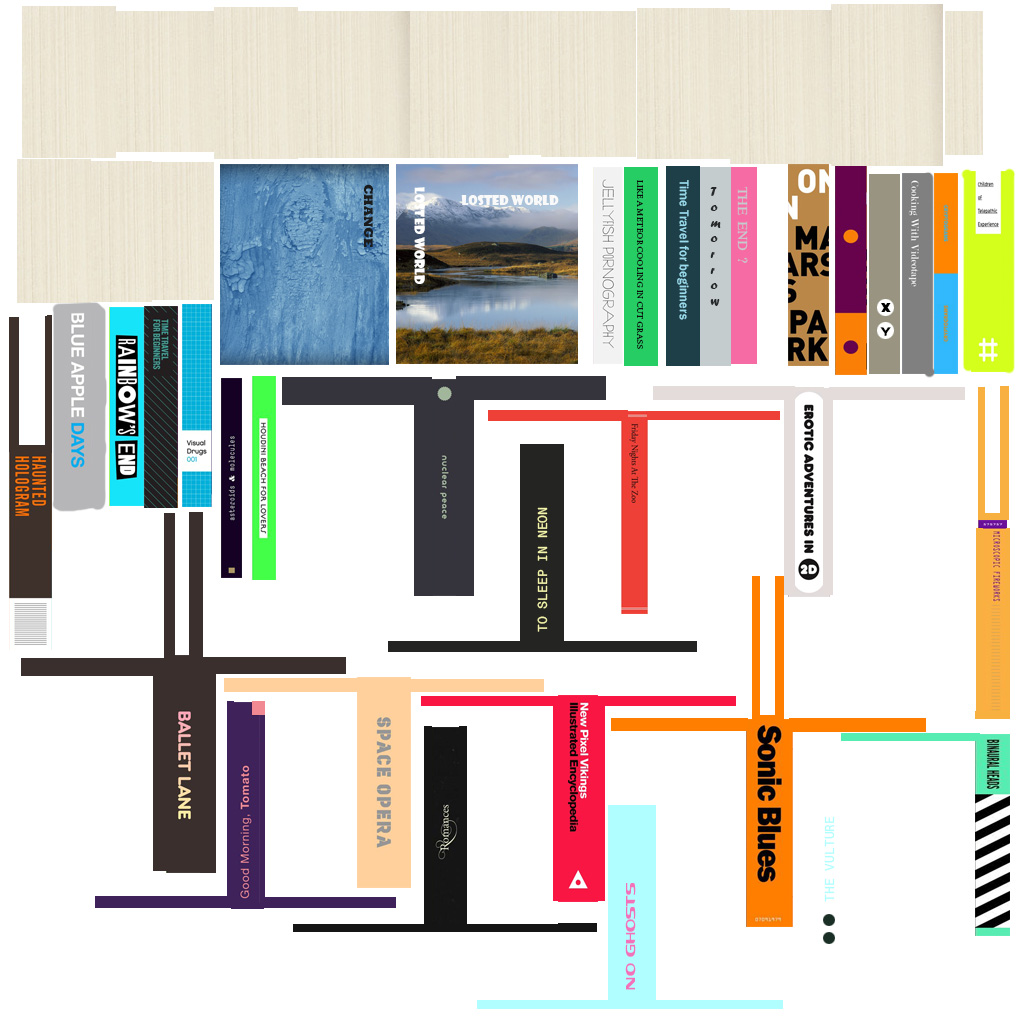 CHANGE
LOSTED WORLD
LOTTED WORLD
JELLYFISH PORNOGRAPHY
LIKE A METEOR COOLING IN CUT GRASS
Time Travel for beginners
Tomorrow
THE END ?
ON
N
MA
ARS
PA
RK
X
Y
Cooking With Videotape
Children
of
Telepathic
Experience
#
HAUNTED
HOLOGRAM
BLUE APPLE DAYS
RAINBOW'S END
TIME TRAVEL
FOR BEGINNERS
Visual
Drugs
001
asteroids & molecules
HOUDINI BEACH FOR LOVERS
nuclear peace
TO SLEEP IN NEON
Friday Nights At The Zoo
EROTIC ADVENTURES IN 2D
MICROSCOPIC FIREWORKS
BALLET LANE
Good Morning, Tomato
SPACE OPERA
Romances
New Pixel Vikings
Illustrated Encyclopedia
NO GHOSTS
Sonic Blues
07091979
THE VULTURE
BINAURAL HEADS